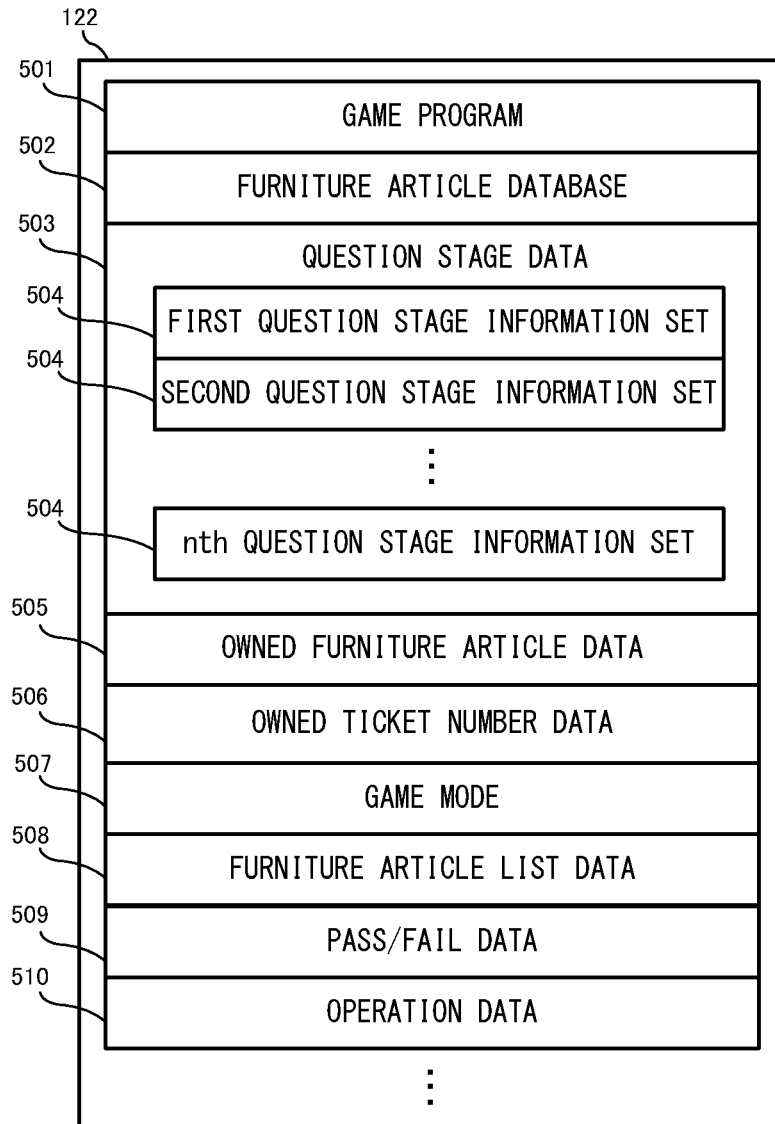 122
501
GAME PROGRAM
502
FURNITURE ARTICLE DATABASE
503
QUESTION STAGE DATA
504
FIRST QUESTION STAGE INFORMATION SET
504
SECOND QUESTION STAGE INFORMATION SET
⋮
504
nth QUESTION STAGE INFORMATION SET
505
OWNED FURNITURE ARTICLE DATA
506
OWNED TICKET NUMBER DATA
507
GAME MODE
508
FURNITURE ARTICLE LIST DATA
509
PASS/FAIL DATA
510
OPERATION DATA
⋮